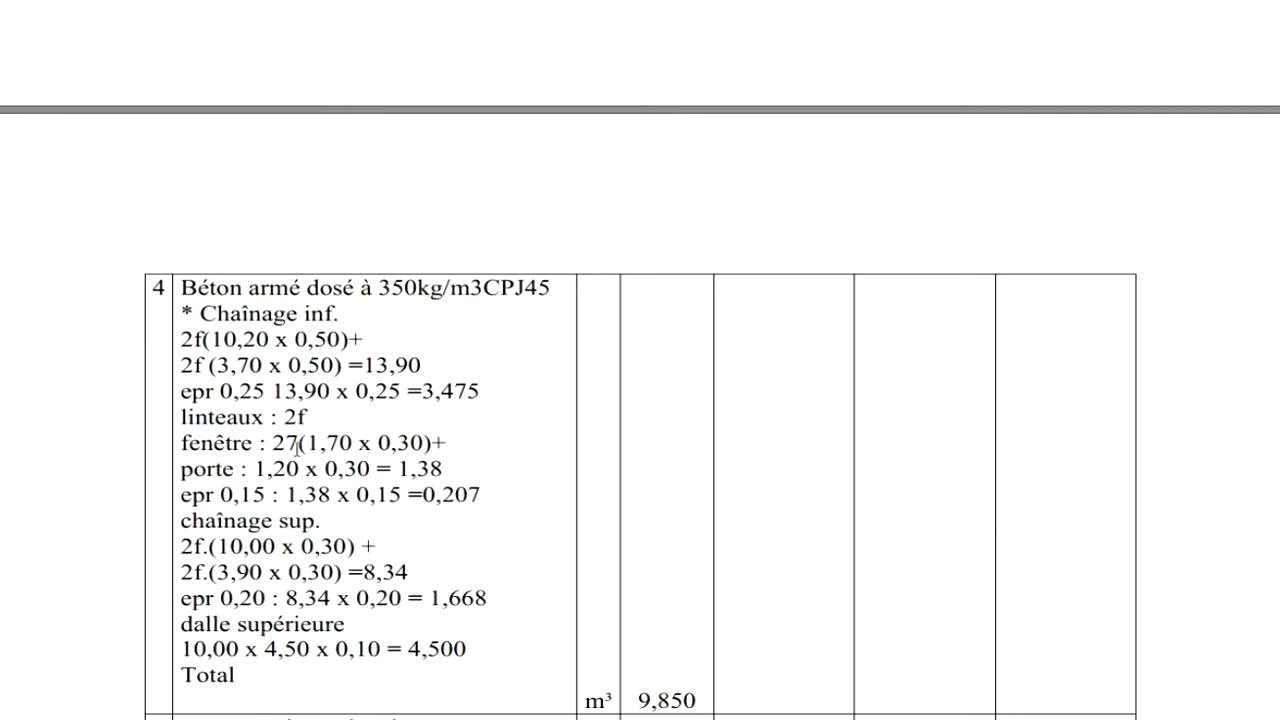 4 Béton armé dosé à 350kg/m3CPJ45
* Chaînage inf.
2f(10,20 x 0,50)+
2f (3,70 x 0,50) =13,90
epr 0,25 13,90 x 0,25 =3,475
linteaux : 2f
fenêtre : 27(1,70 x 0,30)+
porte : 1,20 x 0,30 = 1,38
epr 0,15 : 1,38 x 0,15 =0,207
chaînage sup.
2f.(10,00 x 0,30) +
2f.(3,90 x 0,30) =8,34
epr 0,20 : 8,34 x 0,20 = 1,668
dalle supérieure
10,00 x 4,50 x 0,10 = 4,500
Total
m³ 9,850